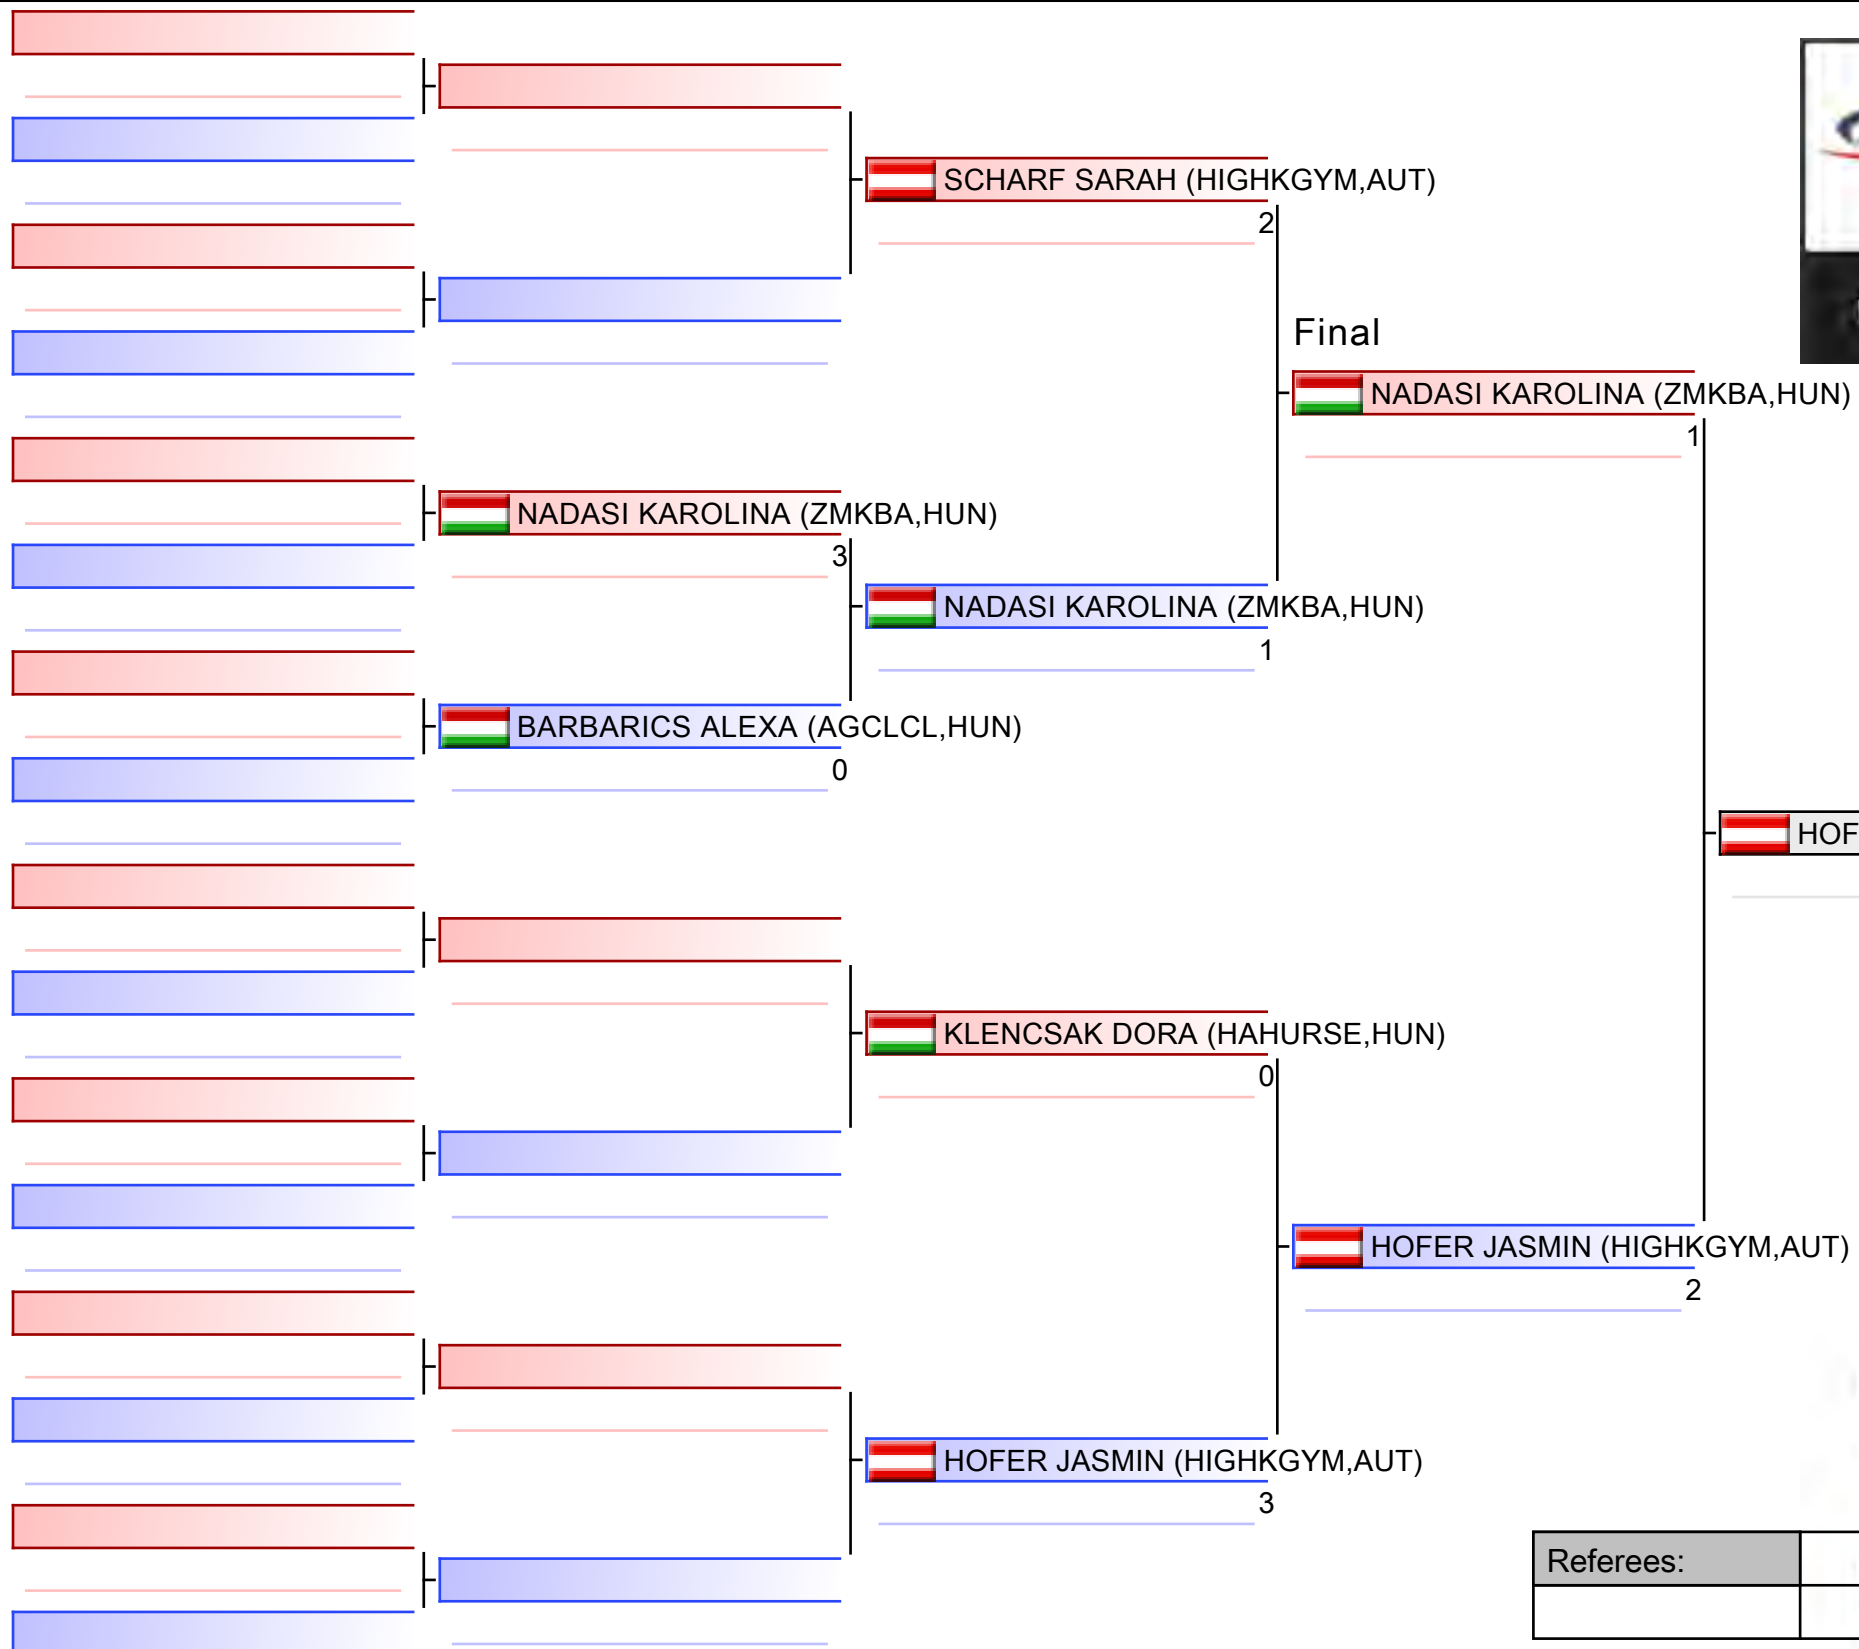 SCHARF SARAH (HIGHKGYM,AUT)
2
Final
NADASI KAROLINA (ZMKBA,HUN)
1
NADASI KAROLINA (ZMKBA,HUN)
3
NADASI KAROLINA (ZMKBA,HUN)
1
BARBARICS ALEXA (AGCLCL,HUN)
0
HOF
KLENCSAK DORA (HAHURSE,HUN)
0
HOFER JASMIN (HIGHKGYM,AUT)
2
HOFER JASMIN (HIGHKGYM,AUT)
3
Referees: